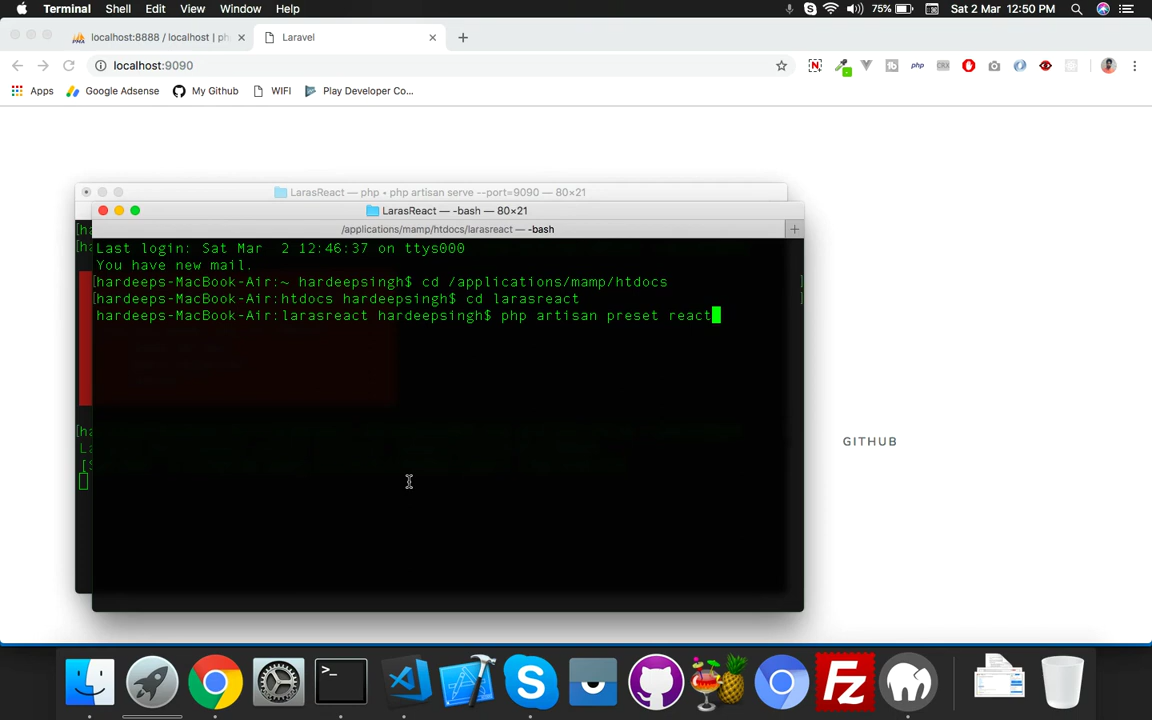 Terminal Shell Edit View Window Help 75% Sat 2 Mar 12:50 PM
localhost:8888 / localhost | ph Laravel
localhost:9090
Apps Google Adsense My Github WIFI Play Developer Co...
LarasReact — php • php artisan serve --port=9090 — 80×21
LarasReact — -bash — 80×21
/applications/mamp/htdocs/larasreact — -bash
Last login: Sat Mar  2 12:46:37 on ttys000
You have new mail.
[hardeeps-MacBook-Air:~ hardeepsingh$ cd /applications/mamp/htdocs ]
[hardeeps-MacBook-Air:htdocs hardeepsingh$ cd larasreact ]
hardeeps-MacBook-Air:larasreact hardeepsingh$ php artisan preset react
GITHUB